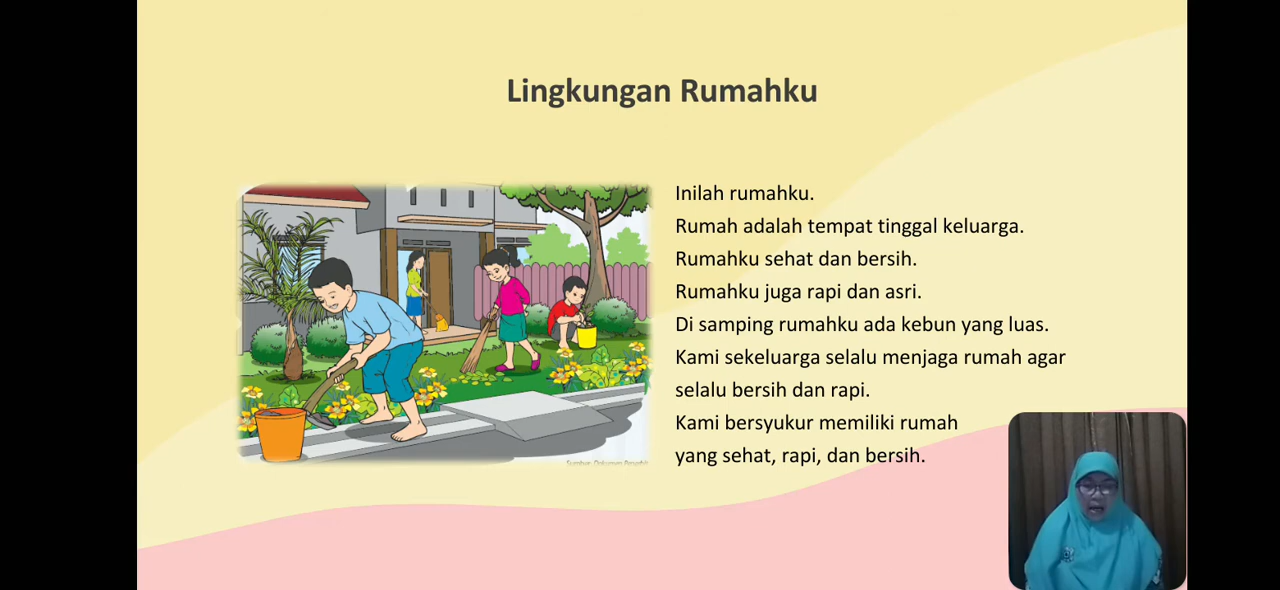 Lingkungan Rumahku
Inilah rumahku.
Rumah adalah tempat tinggal keluarga.
Rumahku sehat dan bersih.
Rumahku juga rapi dan asri.
Di samping rumahku ada kebun yang luas.
Kami sekeluarga selalu menjaga rumah agar
selalu bersih dan rapi.
Kami bersyukur memiliki rumah
yang sehat, rapi, dan bersih.